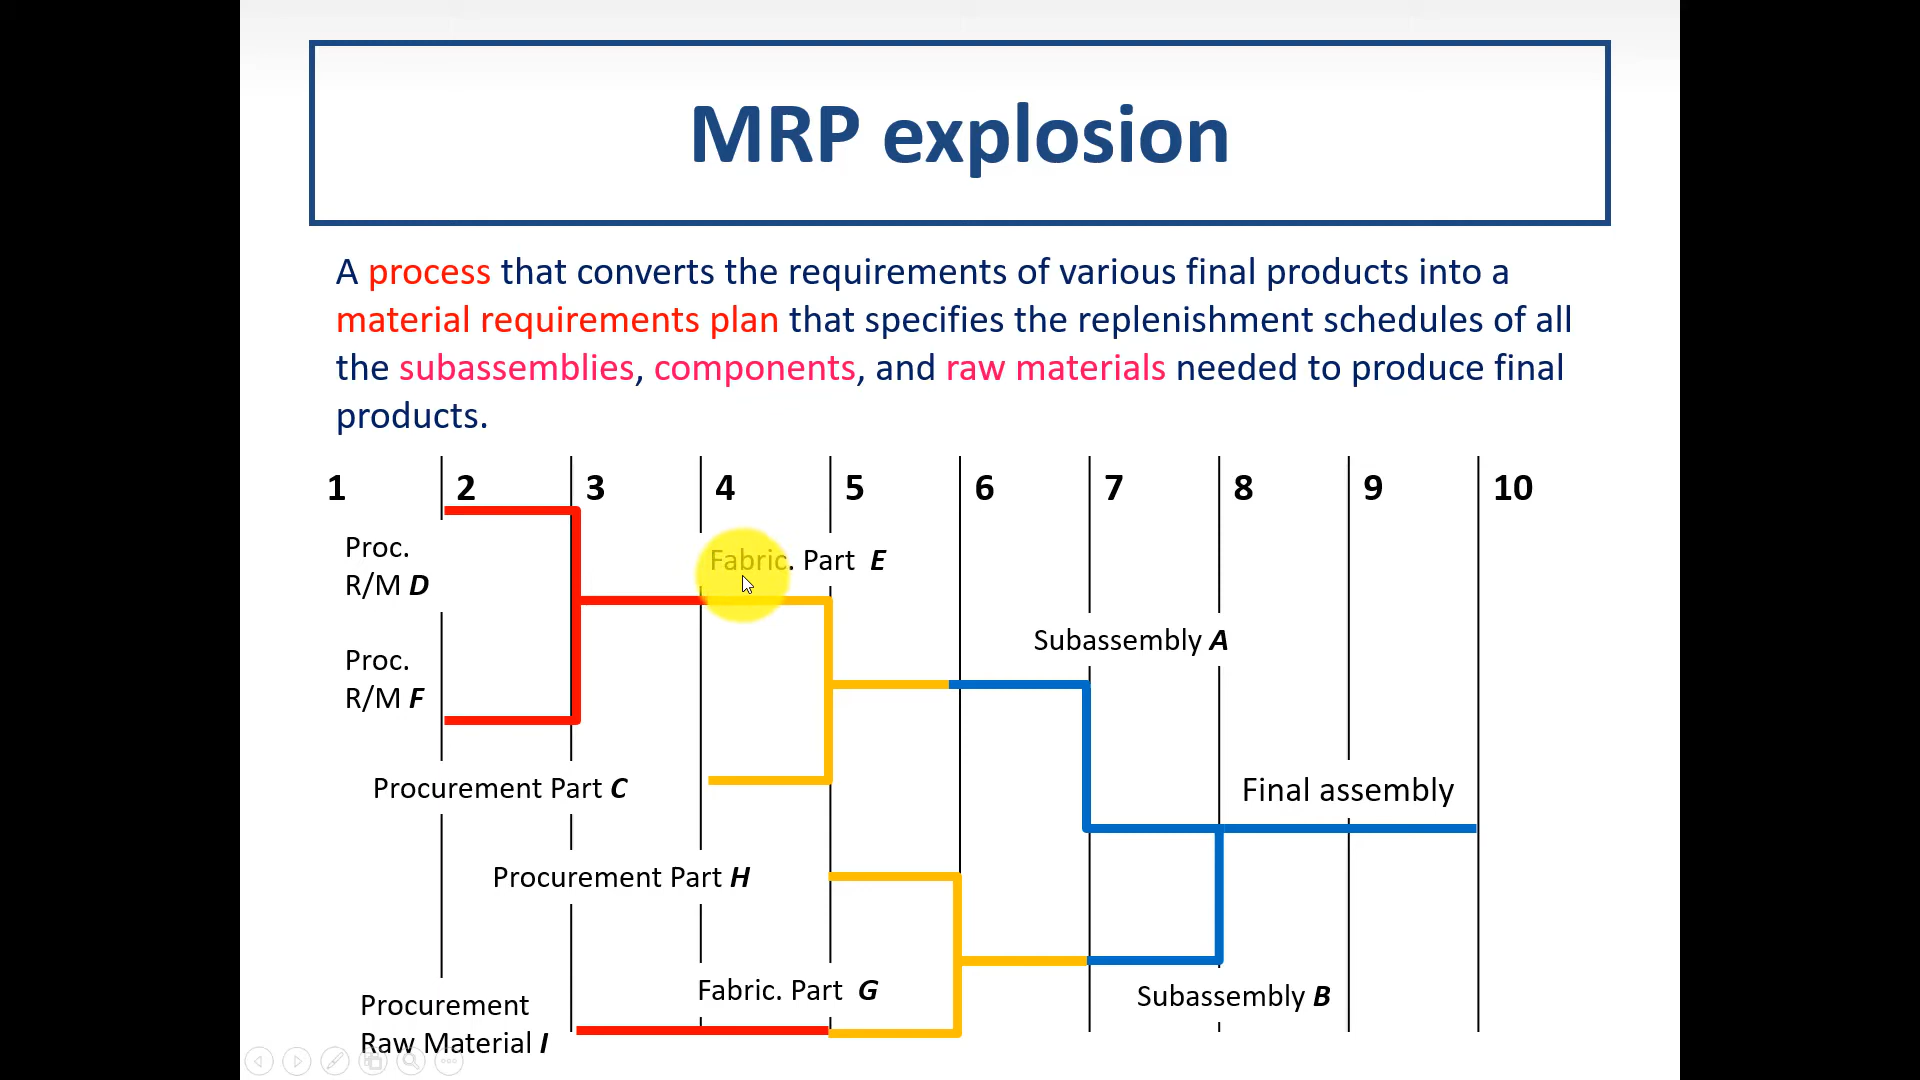 MRP explosion
A process that converts the requirements of various final products into a
material requirements plan that specifies the replenishment schedules of all
the subassemblies, components, and raw materials needed to produce final
products.
1 2 3 4 5 6 7 8 9 10
Proc.
R/M D
Fabric. Part E
Proc.
R/M F
Subassembly A
Procurement Part C
Final assembly
Procurement Part H
Fabric. Part G
Subassembly B
Procurement
Raw Material I